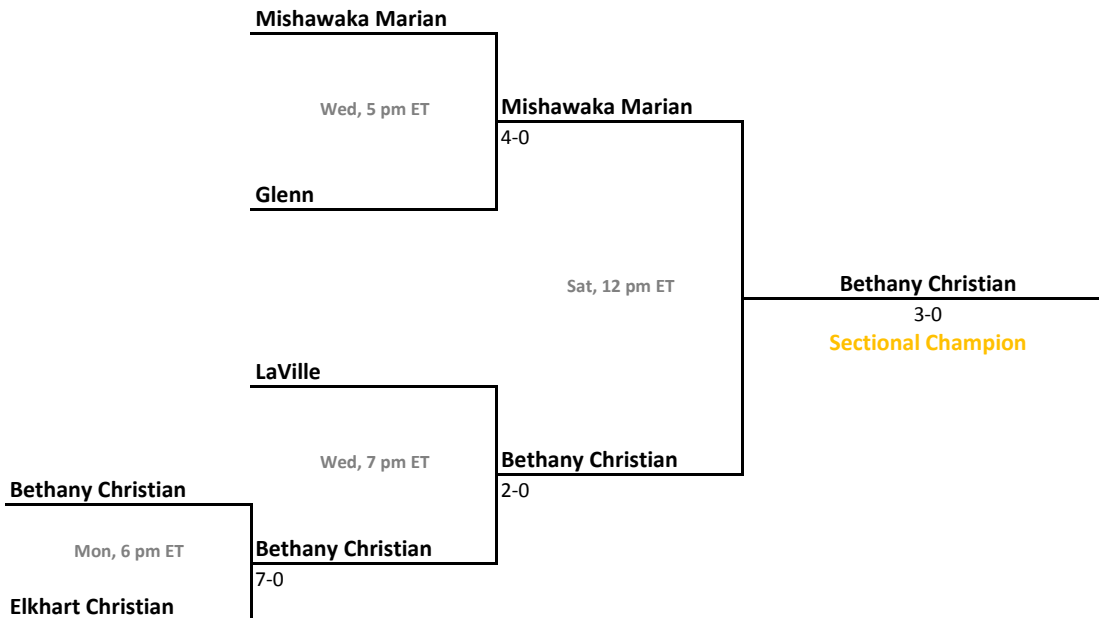 Mishawaka Marian
Wed, 5 pm ET
Mishawaka Marian
4-0
Glenn
Sat, 12 pm ET
Bethany Christian
3-0
Sectional Champion
LaVille
Wed, 7 pm ET
Bethany Christian
2-0
Bethany Christian
Mon, 6 pm ET
Bethany Christian
7-0
Elkhart Christian